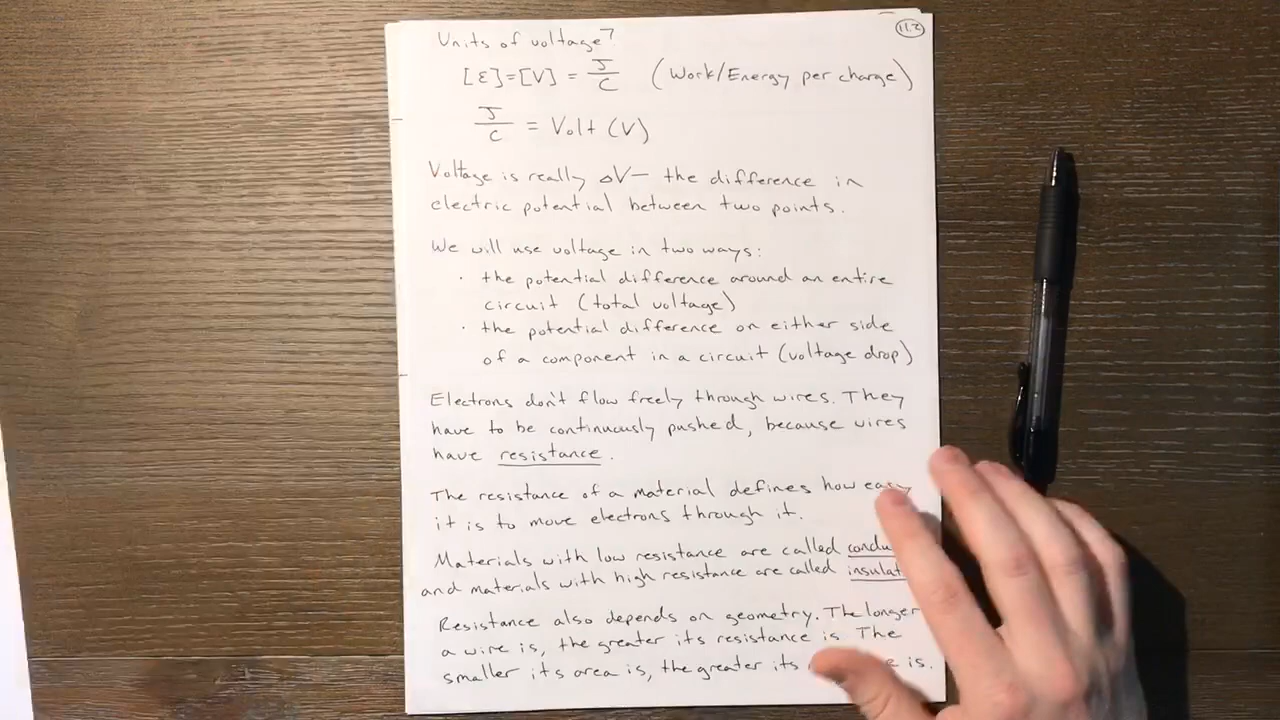 11.2
Units of voltage?
[ε]=[V] = J/C (Work/Energy per charge)
J/C = Volt (V)
Voltage is really ΔV— the difference in
electric potential between two points.
We will use voltage in two ways:
· the potential difference around an entire
circuit (total voltage)
· the potential difference on either side
of a component in a circuit (voltage drop)
Electrons don't flow freely through wires. They
have to be continuously pushed, because wires
have resistance.
The resistance of a material defines how easy
it is to move electrons through it.
Materials with low resistance are called
and materials with high resistance are called
Resistance also depends on geometry. The longer
a wire is, the greater its resistance is The
smaller its area is, the greater its is.